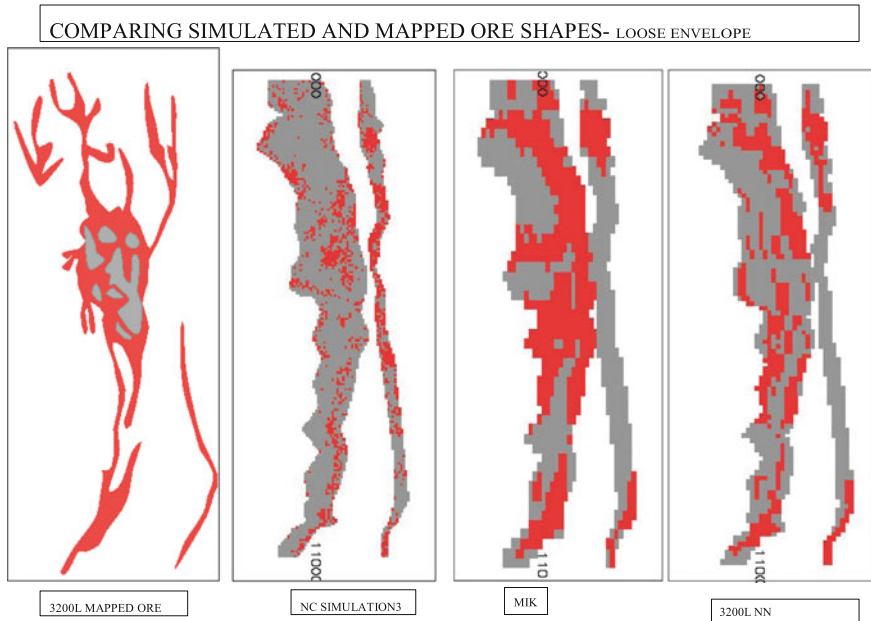 COMPARING SIMULATED AND MAPPED ORE SHAPES- LOOSE ENVELOPE
000
000
000
11000
110
1100
3200L MAPPED ORE
NC SIMULATION3
MIK
3200L NN